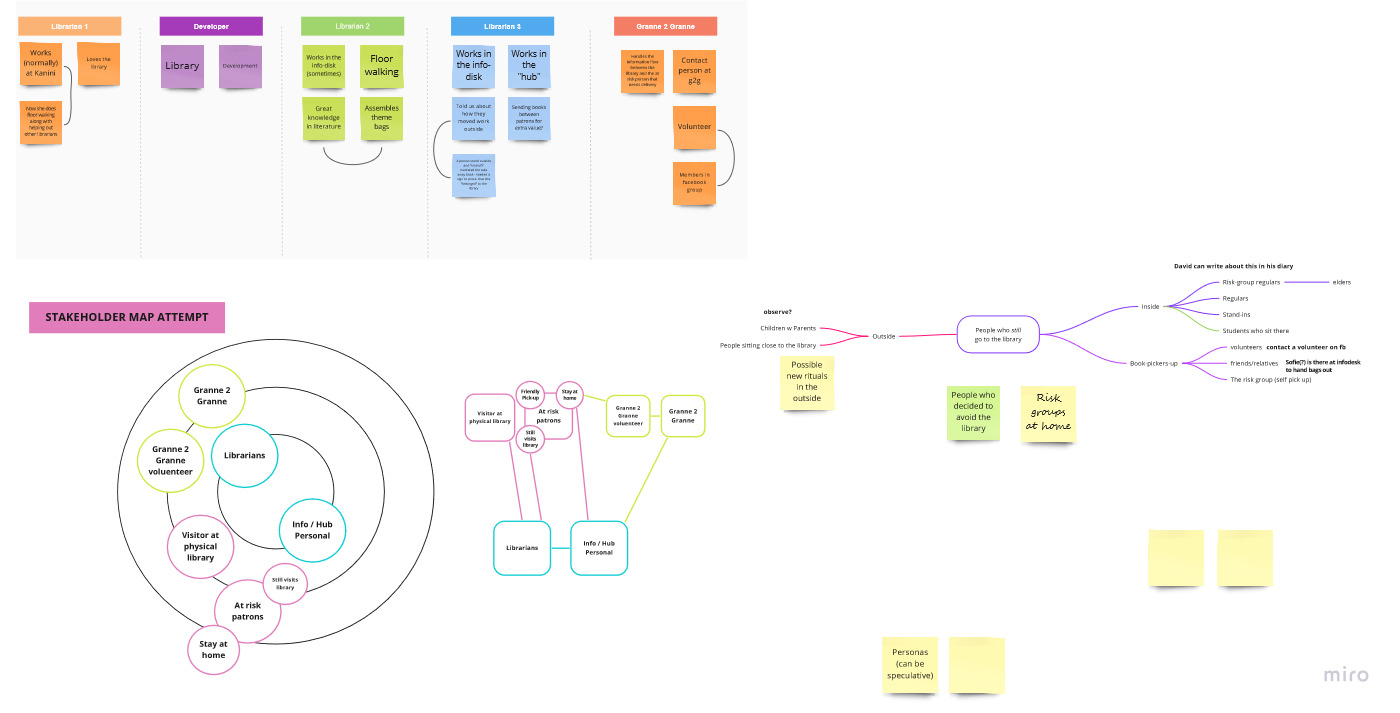 Librarian 1
Works
(normally)
at Kanini
Loves the
library
Now she does
floor walking
along with
helping out
other librarians
Developer
Library
Development
Librarian 2
Works in the
info-disk
(sometimes)
Floor
walking
Great
knowledge
in literature
Assembles
theme
bags
Librarian 3
Works in
the info-
disk
Works in
the
"hub"
Told us about
how they
moved work
outside
Sending books
between
patrons for
extra value?
Granne 2 Granne
Handles the
information flow
between the
library and the at
risk person that
needs delivery
Contact
person at
g2g
Volunteer
Members in
Facebook
group
STAKEHOLDER MAP ATTEMPT
Granne 2
Granne
Granne 2
Granne
volunteer
Librarians
Info / Hub
Personal
Visitor at
physical
library
Still visits
library
At risk
patrons
Stay at
home
Visitor at
physical library
Friendly
Pick-up
Stay at
home
At risk
patrons
Still
visits
library
Granne 2
Granne
volunteer
Granne 2
Granne
Librarians
Info / Hub
Personal
observe?
Children w Parents
People sitting close to the library
Outside
People who still
go to the library
Possible
new rituals
in the
outside
People who
decided to
avoid the
library
Risk
groups
at home
David can write about this in his diary
Inside
Risk-group regulars
elders
Regulars
Stand-ins
Students who sit there
Book-pickers-up
volunteers
contact a volunteer on fb
friends/relatives
Sofie(?) is there at infodesk
to hand bags out
The risk group (self pick up)
Personas
(can be
speculative)
miro